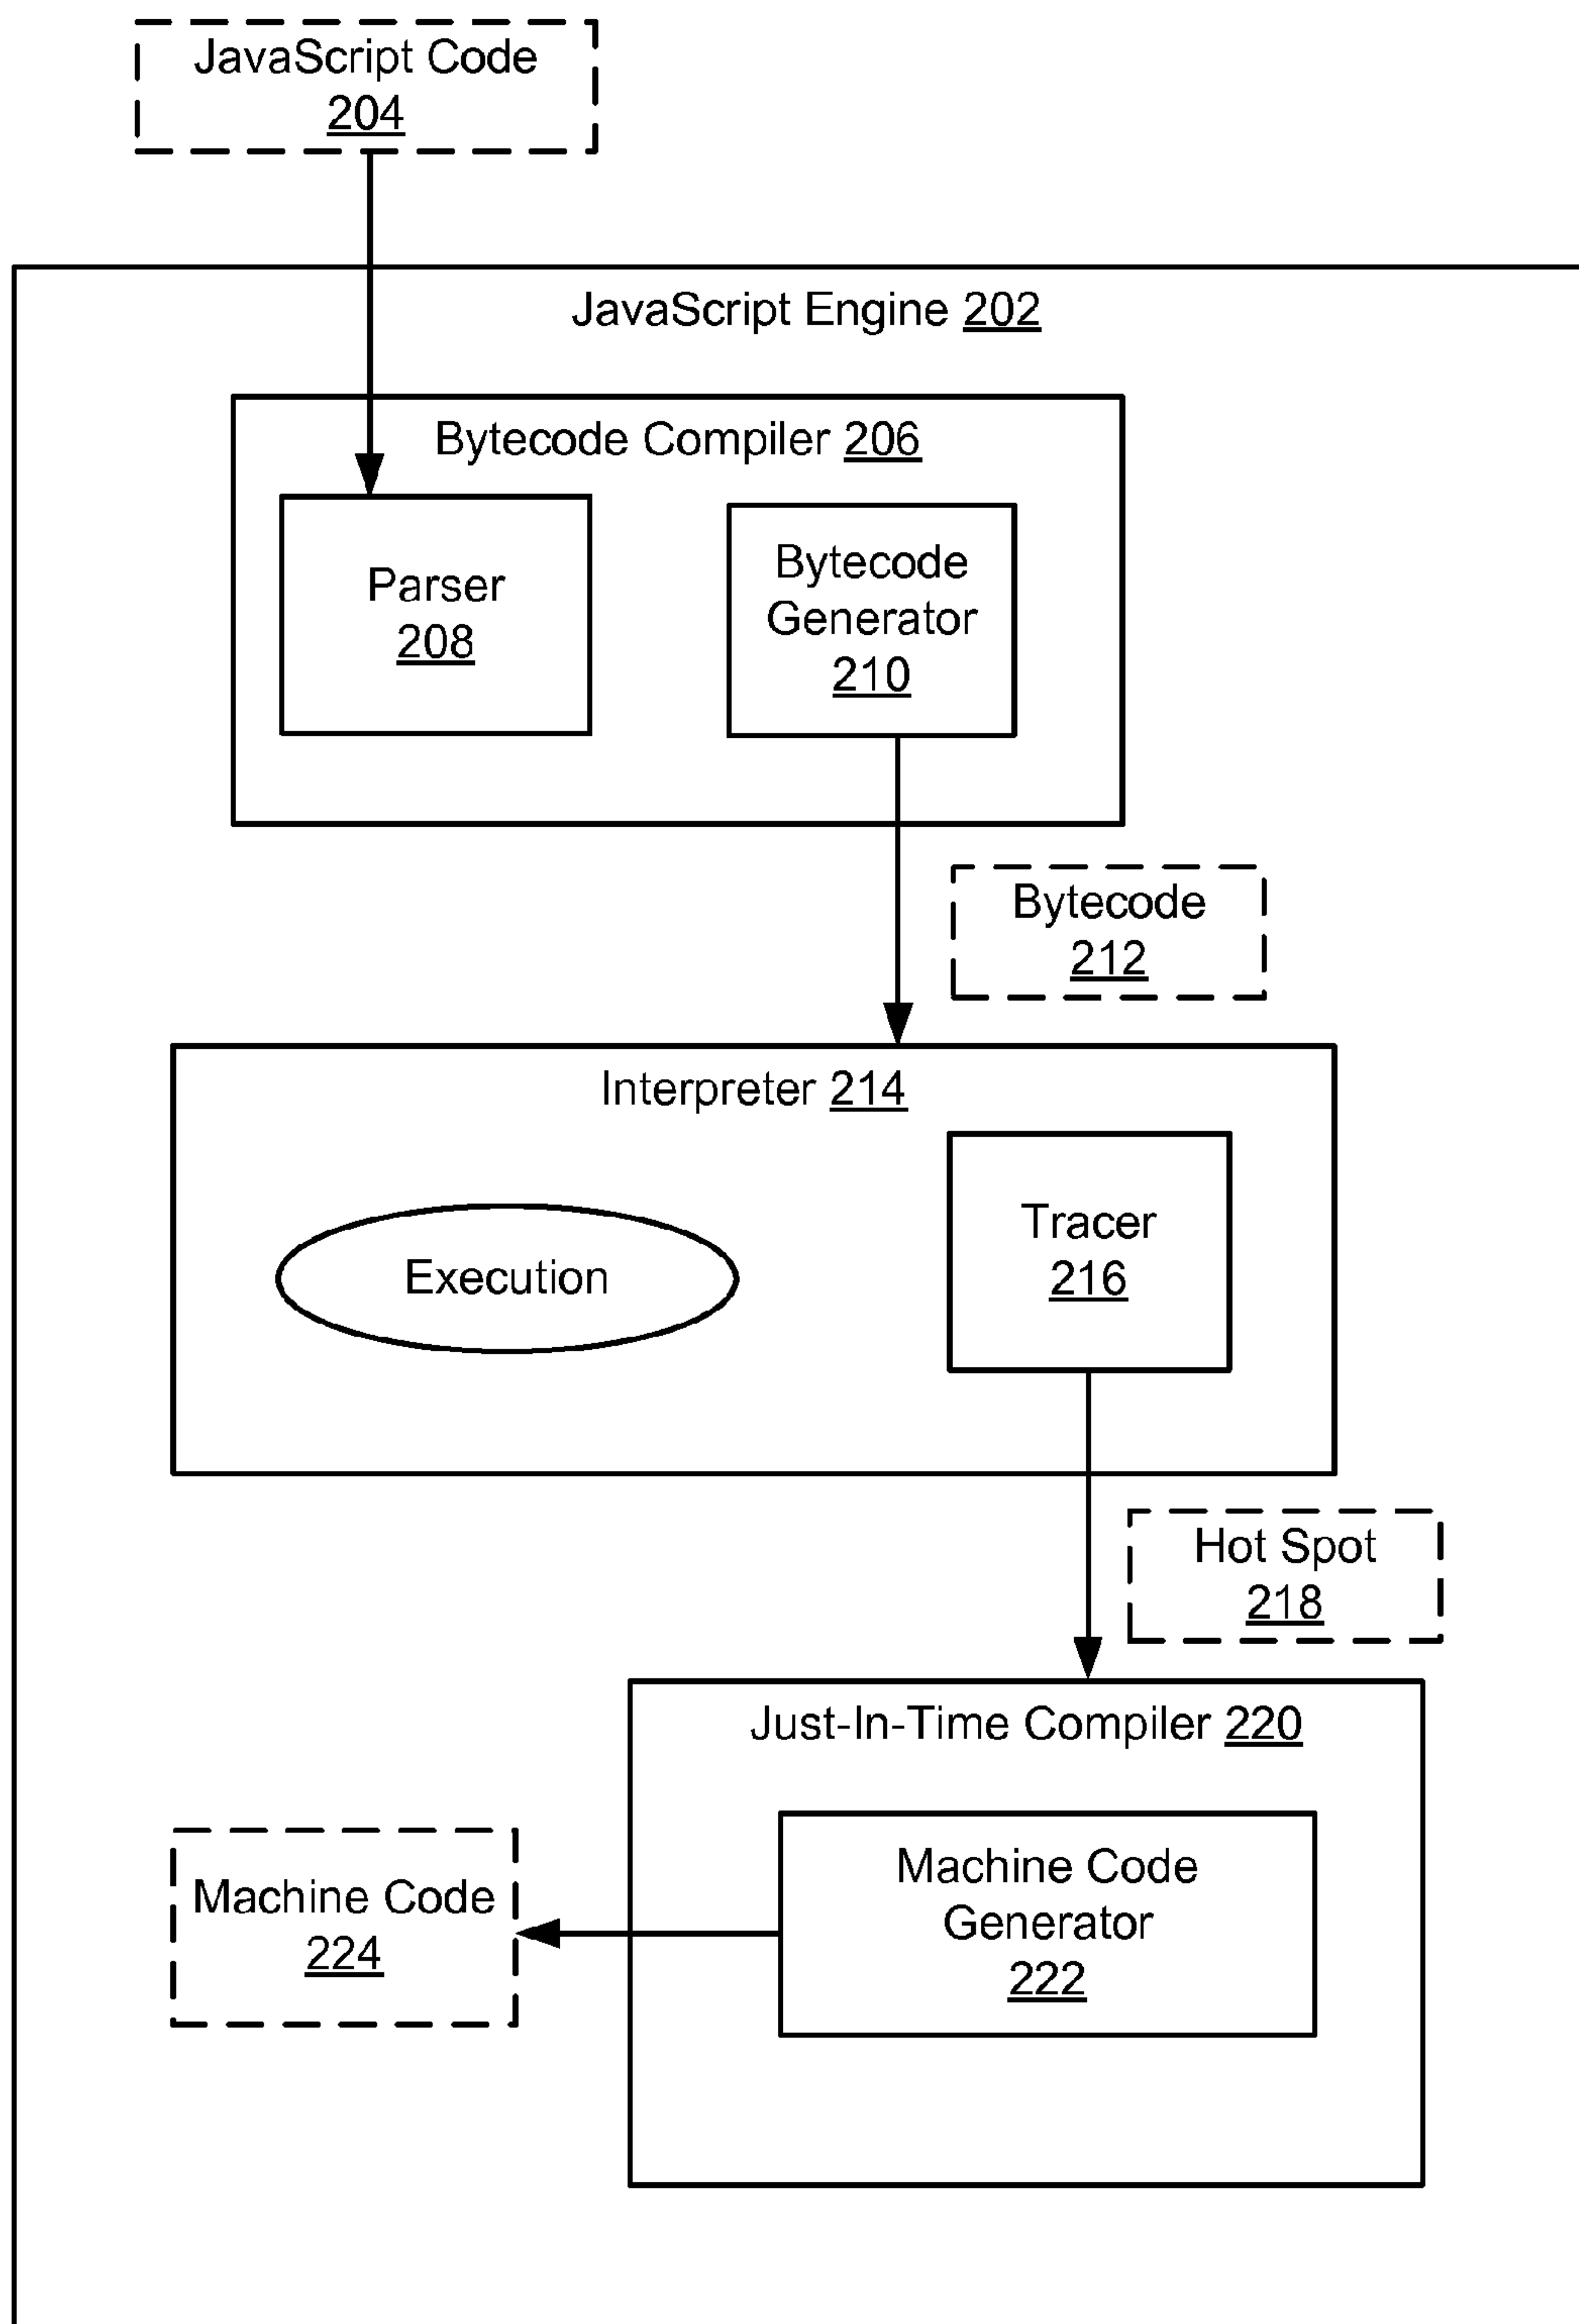 JavaScript Code
204
JavaScript Engine 202
Bytecode Compiler 206
Parser
208
Bytecode
Generator
210
Bytecode
212
Interpreter 214
Execution
Tracer
216
Hot Spot
218
Just-In-Time Compiler 220
Machine Code
Generator
222
Machine Code
224